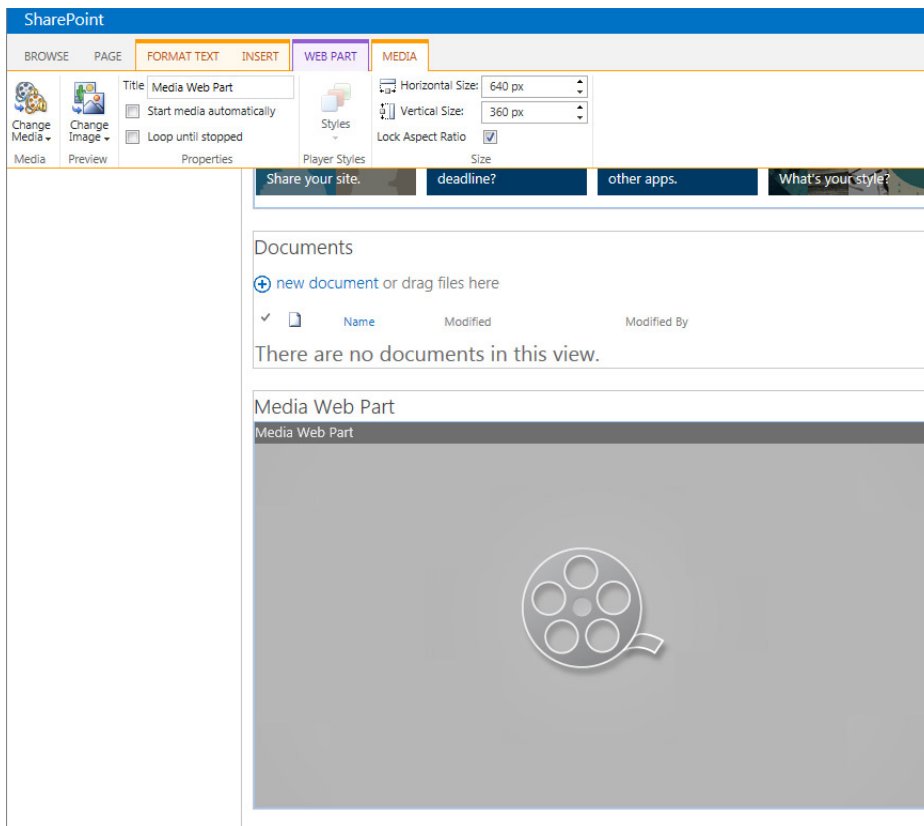 SharePoint
BROWSE PAGE FORMAT TEXT INSERT WEB PART MEDIA
Change Media
Change Image
Title Media Web Part
Start media automatically
Loop until stopped
Styles
Horizontal Size: 640 px
Vertical Size: 360 px
Lock Aspect Ratio
Media Preview Properties Player Styles Size
Share your site. deadline? other apps. What's your style?
Documents
new document or drag files here
Name Modified Modified By
There are no documents in this view.
Media Web Part
Media Web Part